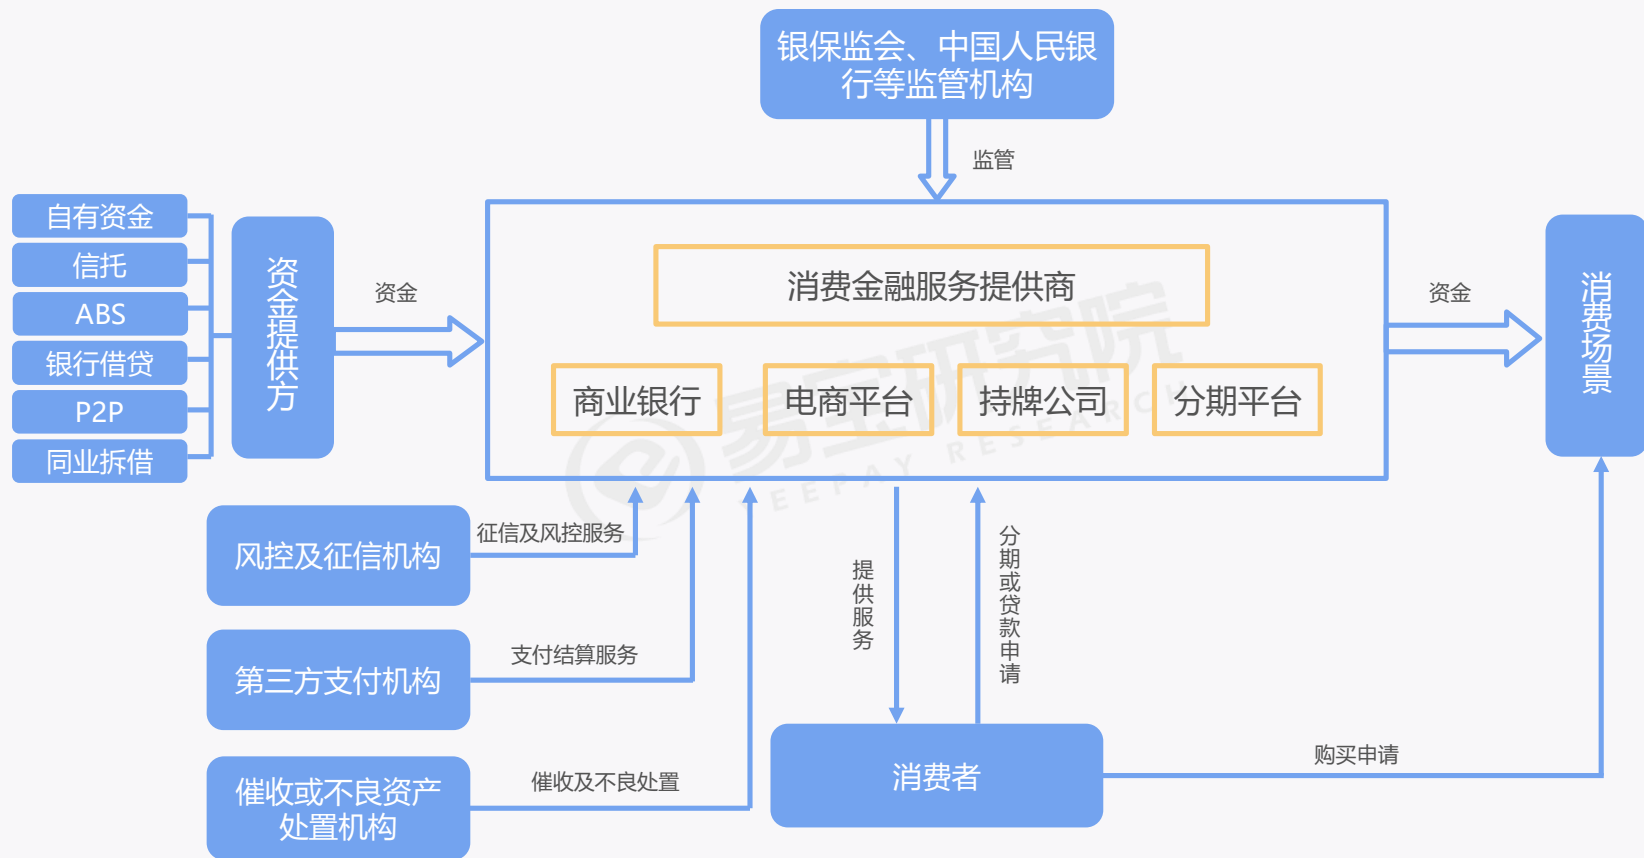 银保监会、中国人民银
行等监管机构
监管
自有资金
信托
ABS
银行借贷
P2P
同业拆借
资金提供方
资金
消费金融服务提供商
商业银行
电商平台
持牌公司
分期平台
资金
消费场景
易宝研究院
YEEPAY RESEARCH
风控及征信机构
征信及风控服务
第三方支付机构
支付结算服务
催收或不良资产
处置机构
催收及不良处置
提供服务
分期或贷款申请
消费者
购买申请